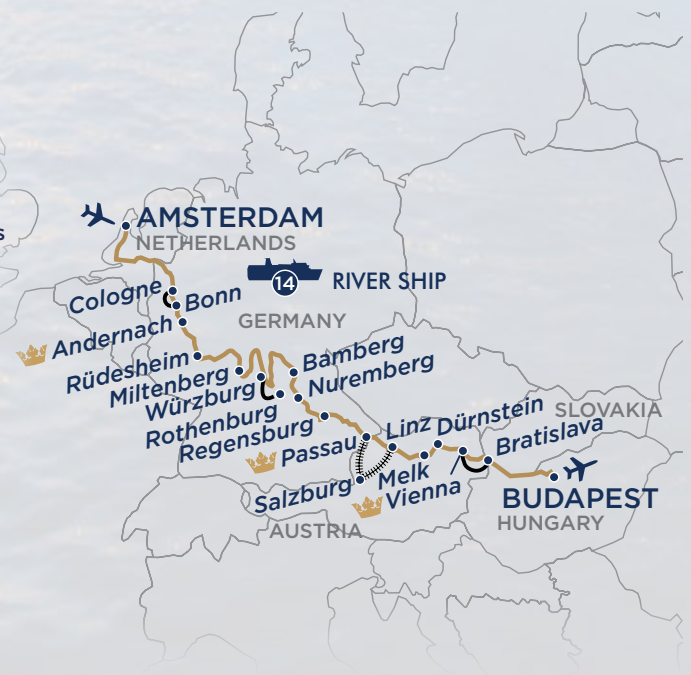 s
AMSTERDAM
NETHERLANDS
14
RIVER SHIP
Cologne
Bonn
GERMANY
Andernach
Rüdesheim
Bamberg
Miltenberg
Nuremberg
Würzburg
Rothenburg
Regensburg
SLOVAKIA
Linz
Dürnstein
Passau
Bratislava
Salzburg
Melk
Vienna
BUDAPEST
HUNGARY
AUSTRIA